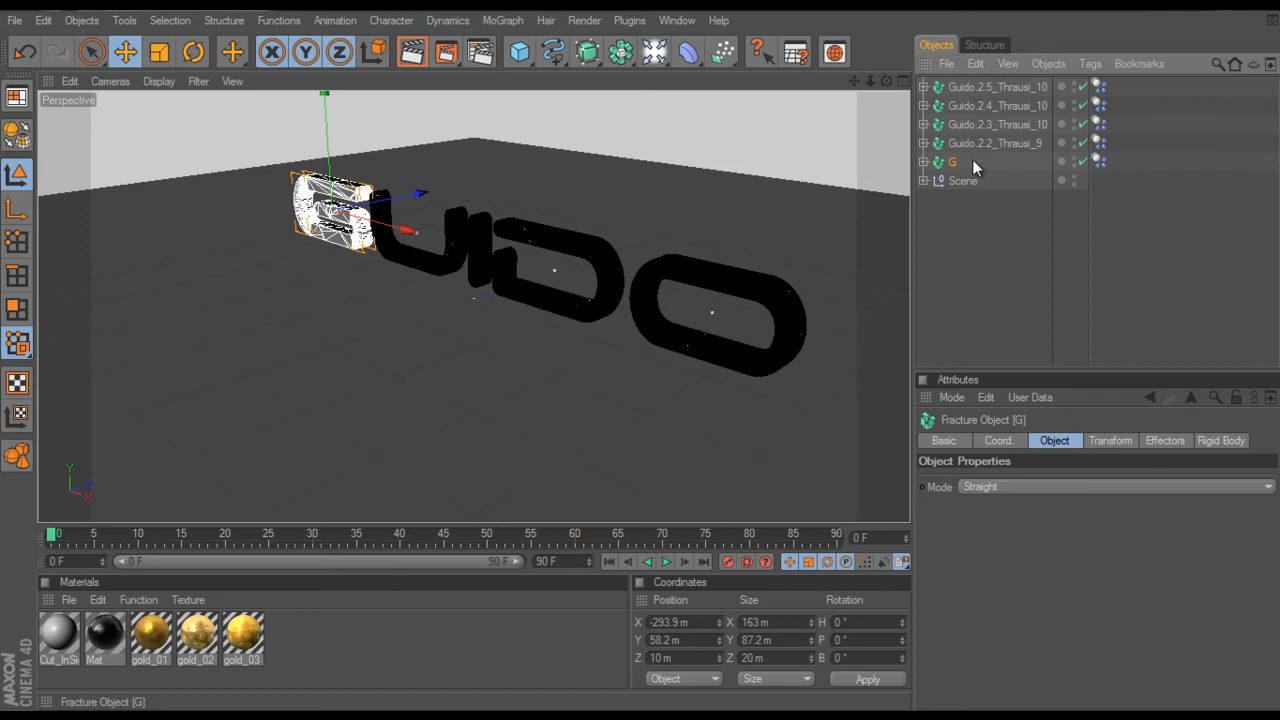 File Edit Objects Tools Selection Structure Functions Animation Character Dynamics MoGraph Hair Render Plugins Window Help
X Y Z
Edit Cameras Display Filter View
Perspective
GUIDO
Y
Z
X
0 5 10 15 20 25 30 35 40 45 50 55 60 65 70 75 80 85 90 0 F
0 F 0 F 90 F 90 F
Materials
File Edit Function Texture
Cut_InSi Mat gold_01 gold_02 gold_03
Coordinates
Position Size Rotation
X -293.9 m X 163 m H 0 °
Y 58.2 m Y 87.2 m P 0 °
Z 10 m Z 20 m B 0 °
Object Size Apply
MAXON
CINEMA 4D
Fracture Object [G]
Objects Structure
File Edit View Objects Tags Bookmarks
Guido.2.5_Thrausi_10
Guido.2.4_Thrausi_10
Guido.2.3_Thrausi_10
Guido.2.2_Thrausi_9
G
Scene
Attributes
Mode Edit User Data
Fracture Object [G]
Basic Coord. Object Transform Effectors Rigid Body
Object Properties
Mode Straight